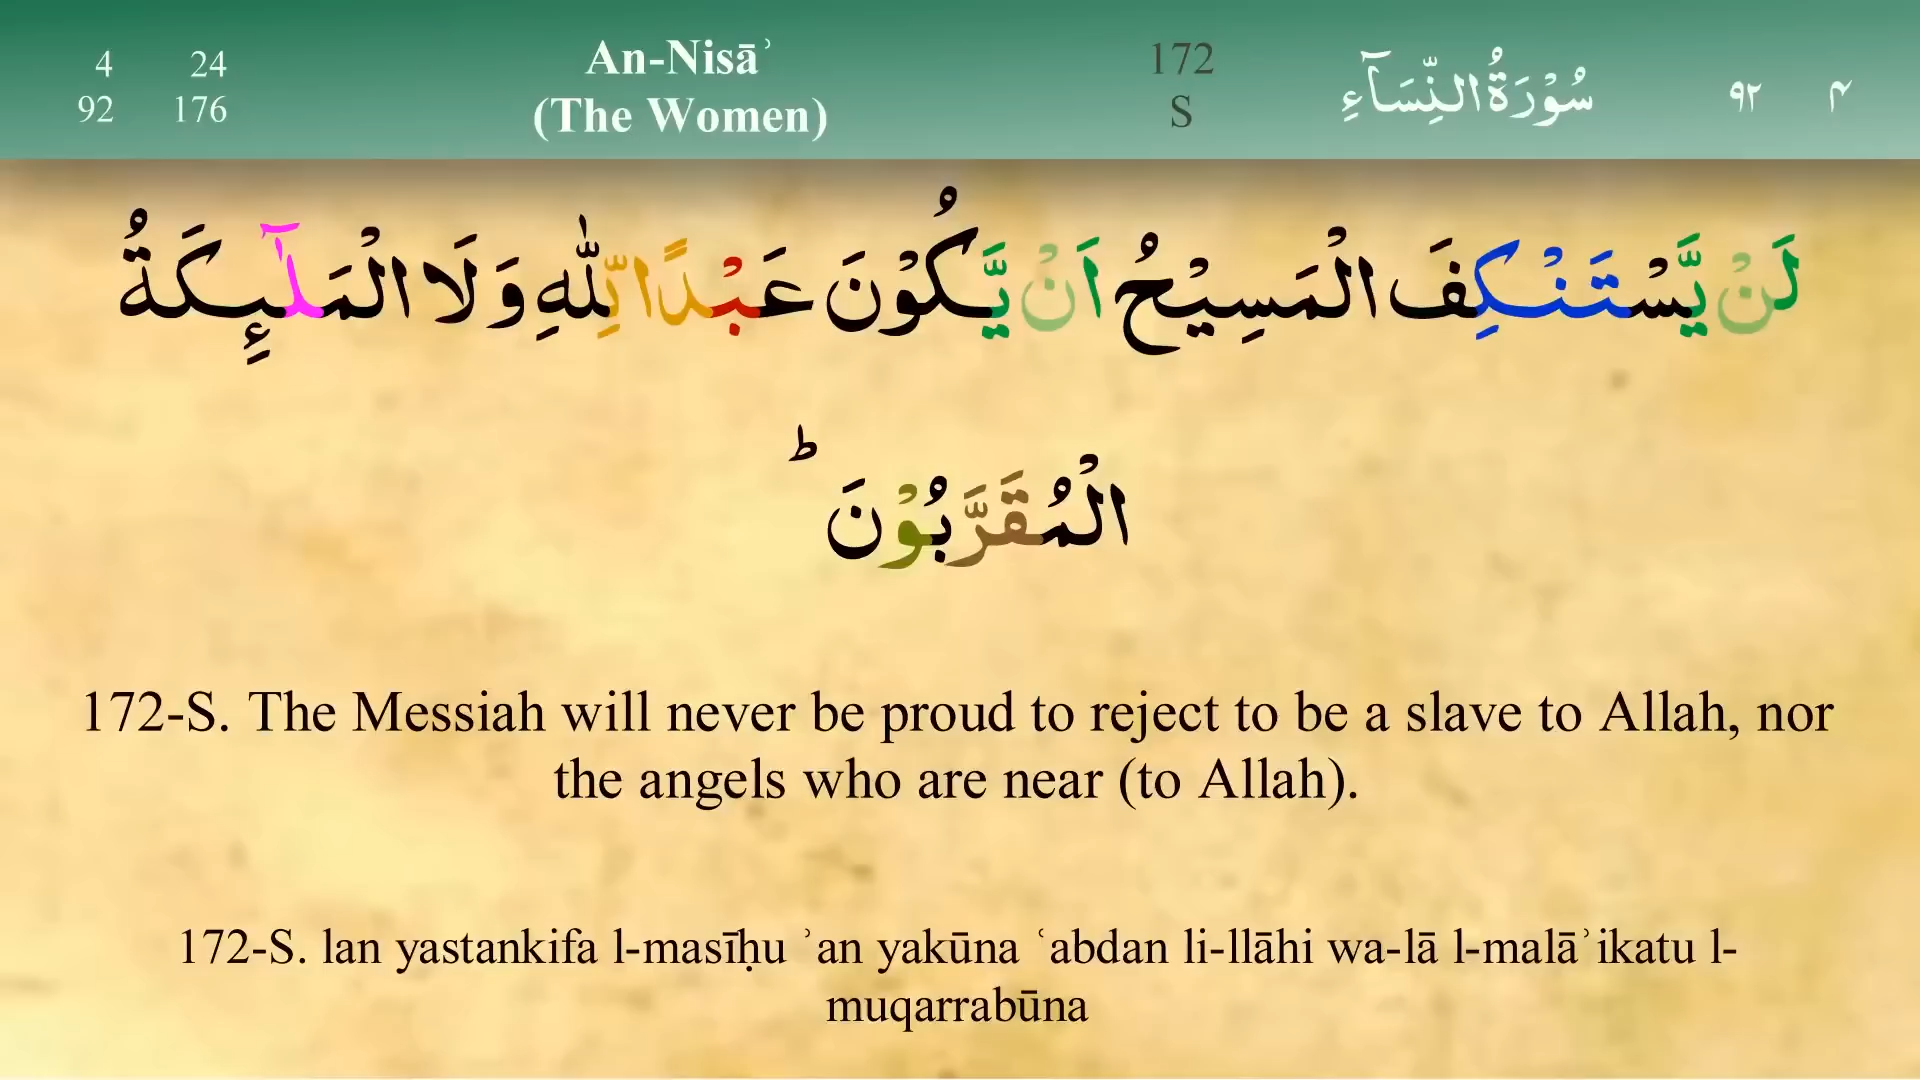 4 24 An-Nisāʾ 172 سُوْرَةُ النِّسَآءِ ٩٢ ٤
92 176 (The Women) S
لَنْ يَّسْتَنْكِفَ الْمَسِيْحُ اَنْ يَّكُوْنَ عَبْدًا لِّلّٰهِ وَلَا الْمَلٰٓئِكَةُ
الْمُقَرَّبُوْنَ ؕ
172-S. The Messiah will never be proud to reject to be a slave to Allah, nor
the angels who are near (to Allah).
172-S. lan yastankifa l-masīḥu ʾan yakūna ʿabdan li-llāhi wa-lā l-malāʾikatu l-
muqarrabūna